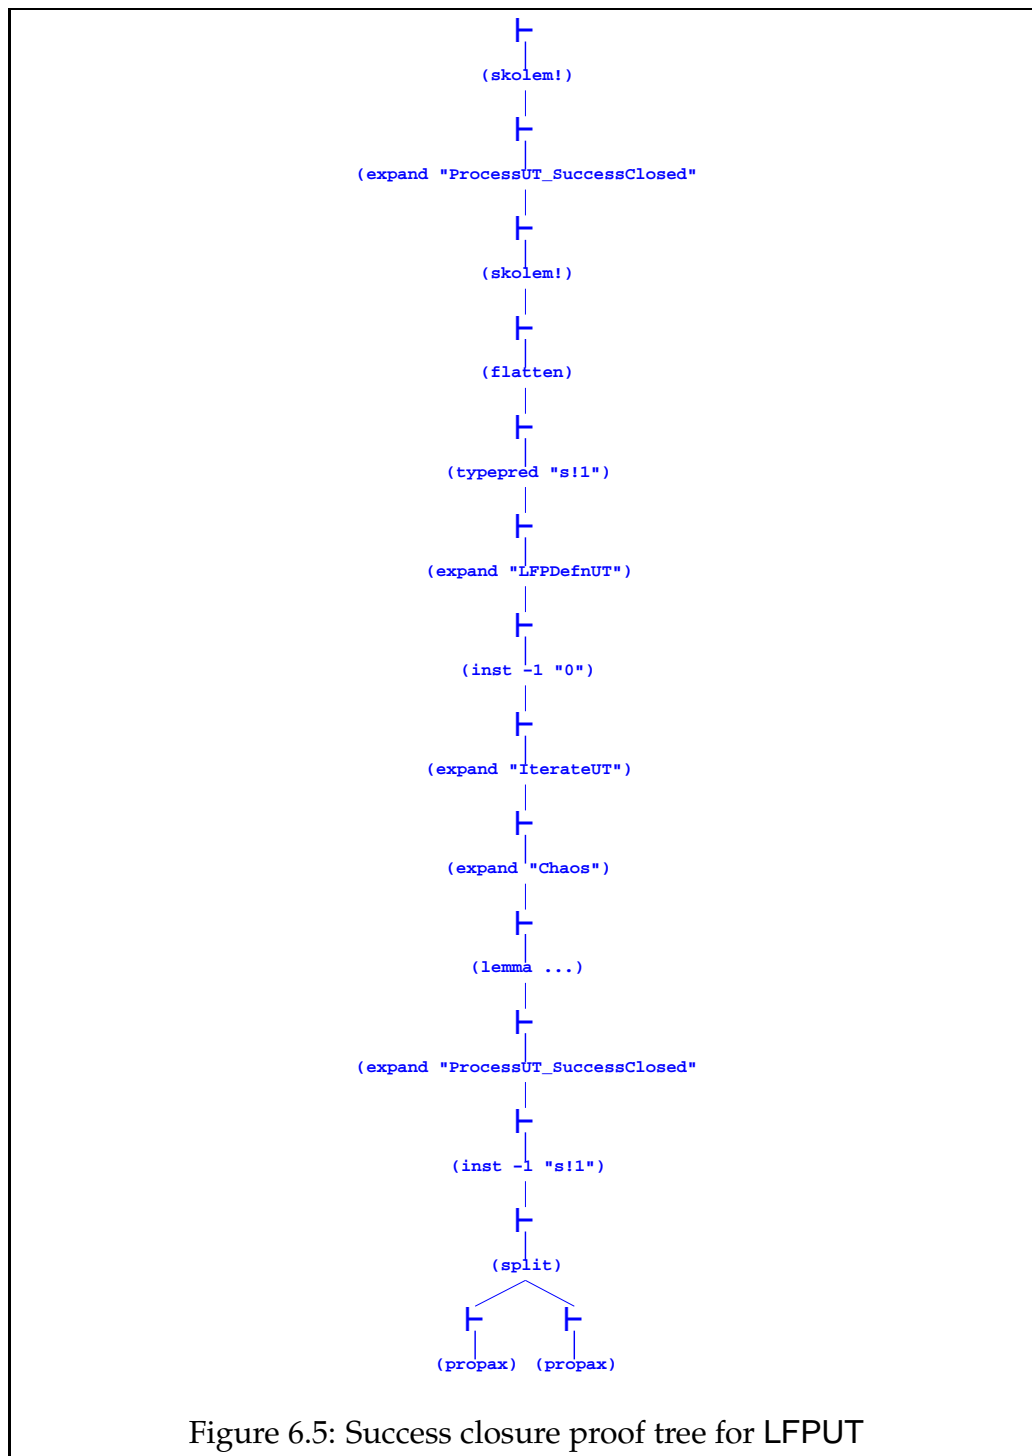 ⊢
(skolem!)
⊢
(expand "ProcessUT_SuccessClosed"
⊢
(skolem!)
⊢
(flatten)
⊢
(typepred "s!1")
⊢
(expand "LFPDefnUT")
⊢
(inst -1 "0")
⊢
(expand "IterateUT")
⊢
(expand "Chaos")
⊢
(lemma ...)
⊢
(expand "ProcessUT_SuccessClosed"
⊢
(inst -1 "s!1")
⊢
(split)
⊢ ⊢
(propax) (propax)
Figure 6.5: Success closure proof tree for LFPUT